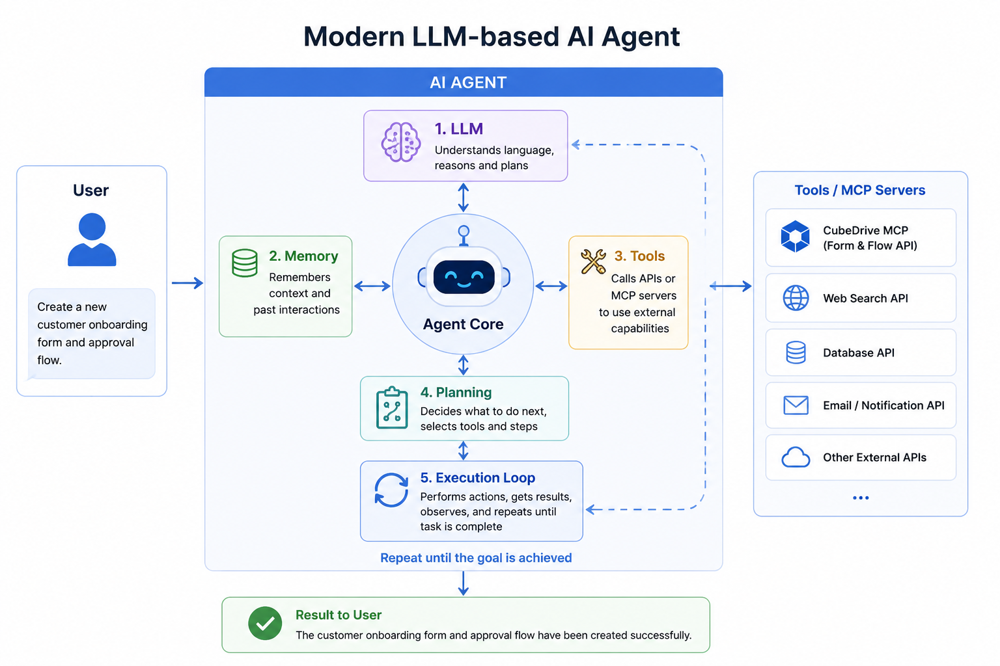 Modern LLM-based AI Agent
AI AGENT
User
Create a new
customer onboarding
form and approval
flow.
1. LLM
Understands language,
reasons and plans
2. Memory
Remembers
context and
past interactions
Agent Core
3. Tools
Calls APIs or
MCP servers
to use external
capabilities
4. Planning
Decides what to do next,
selects tools and steps
5. Execution Loop
Performs actions, gets results,
observes, and repeats until
task is complete
Repeat until the goal is achieved
Tools / MCP Servers
CubeDrive MCP
(Form & Flow API)
Web Search API
Database API
Email / Notification API
Other External APIs
...
Result to User
The customer onboarding form and approval flow have been created successfully.